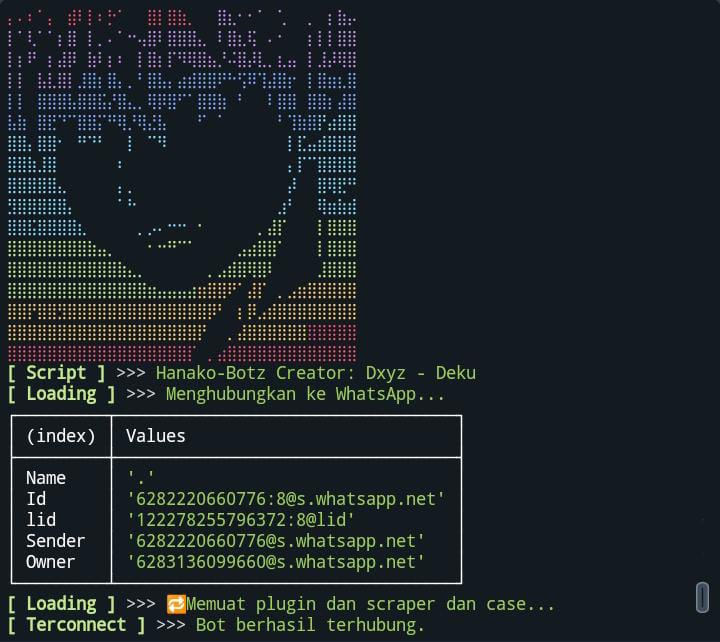 [ Script ] >>> Hanako-Botz Creator: Dxyz - Deku
[ Loading ] >>> Menghubungkan ke WhatsApp...
(index) Values
Name '.'
Id '6282220660776:8@s.whatsapp.net'
lid '122278255796372:8@lid'
Sender '6282220660776@s.whatsapp.net'
Owner '6283136099660@s.whatsapp.net'
[ Loading ] >>> 🔁Memuat plugin dan scraper dan case...
[ Terconnect ] >>> Bot berhasil terhubung.